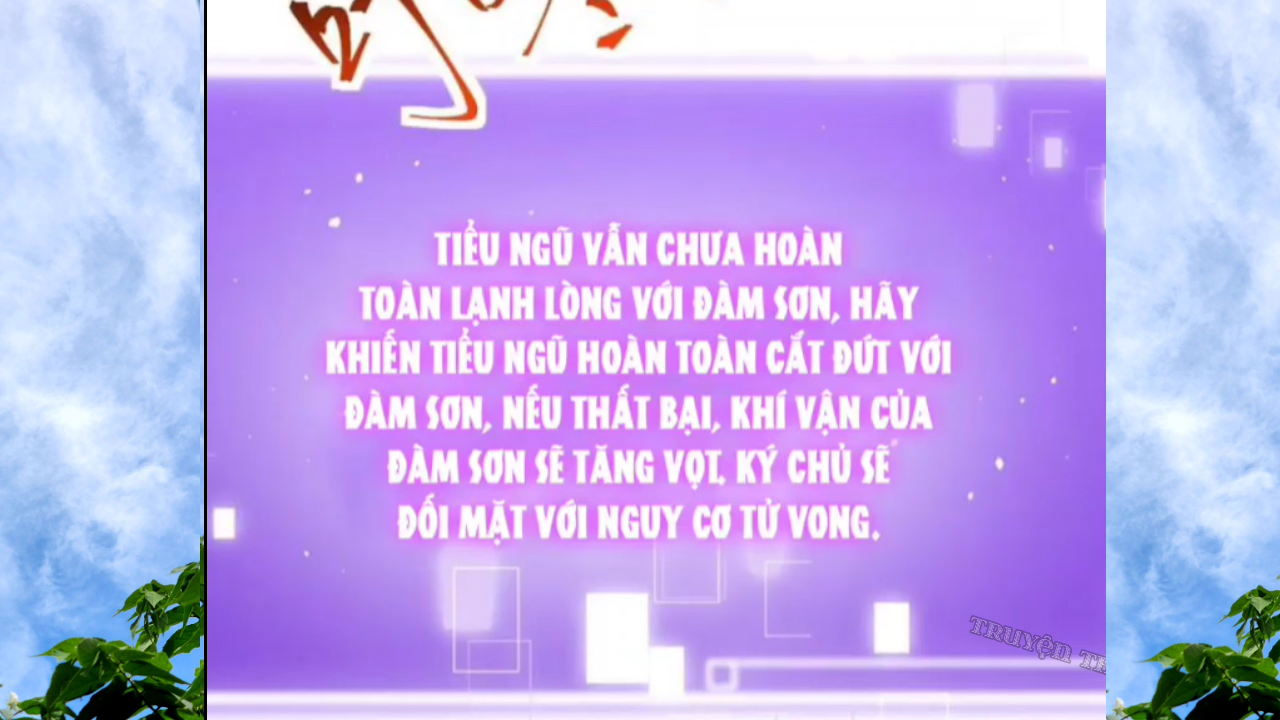 TIỂU NGŨ VẪN CHƯA HOÀN
TOÀN LẠNH LÒNG VỚI ĐÀM SƠN, HÃY
KHIẾN TIỂU NGŨ HOÀN TOÀN CẮT ĐỨT VỚI
ĐÀM SƠN, NẾU THẤT BẠI, KHÍ VẬN CỦA
ĐÀM SƠN SẼ TĂNG VỌT, KÝ CHỦ SẼ
ĐỐI MẶT VỚI NGUY CƠ TỬ VONG.
TRUYỆN